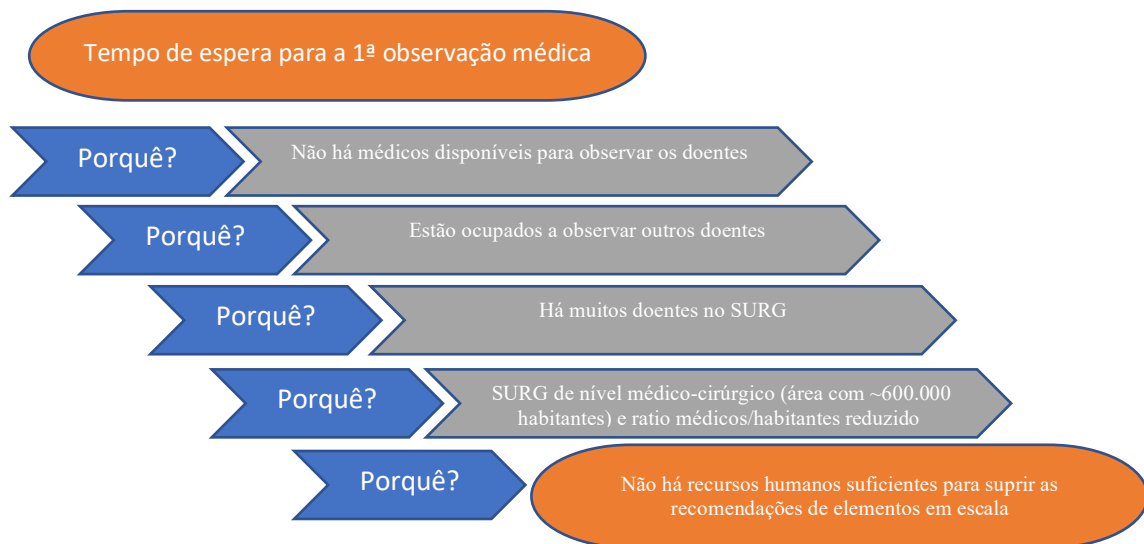 Tempo de espera para a 1ª observação médica
Porquê?
Não há médicos disponíveis para observar os doentes
Porquê?
Estão ocupados a observar outros doentes
Porquê?
Há muitos doentes no SURG
Porquê?
SURG de nível médico-cirúrgico (área com ~600.000
habitantes) e ratio médicos/habitantes reduzido
Porquê?
Não há recursos humanos suficientes para suprir as
recomendações de elementos em escala